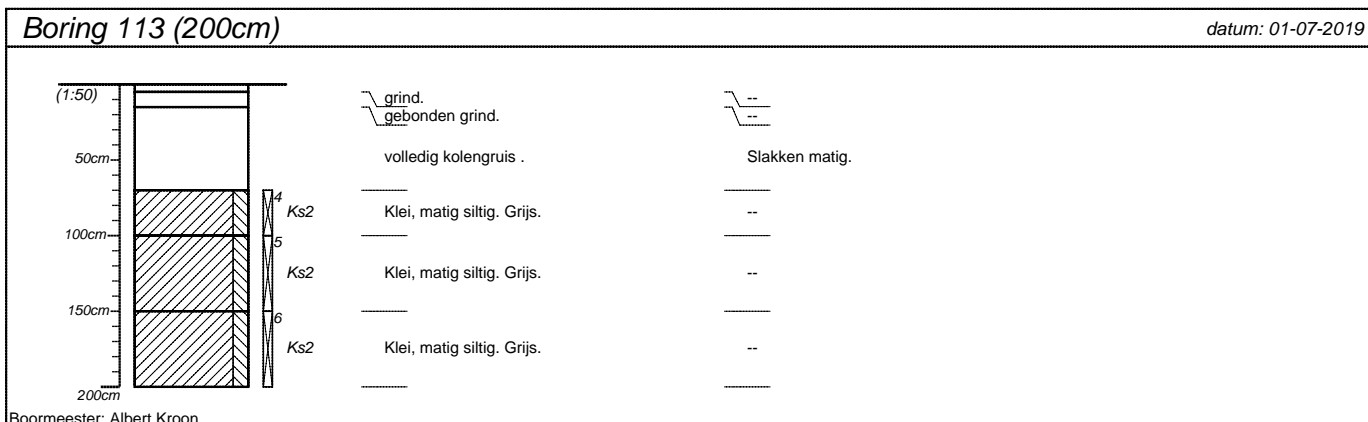 Boring 113 (200cm) datum: 01-07-2019
(1:50) grind. --
gebonden grind. --
50cm volledig kolengruis . Slakken matig.
4
Ks2 Klei, matig siltig. Grijs. --
100cm
5
Ks2 Klei, matig siltig. Grijs. --
150cm
6
Ks2 Klei, matig siltig. Grijs. --
200cm
Boormeester: Albert Kroon